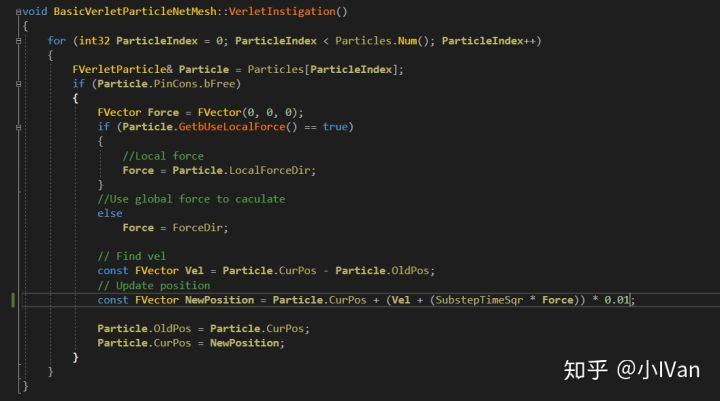 void BasicVerletParticleNetMesh::VerletInstigation()
{
    for (int32 ParticleIndex = 0; ParticleIndex < Particles.Num(); ParticleIndex++)
    {
        FVerletParticle& Particle = Particles[ParticleIndex];
        if (Particle.PinCons.bFree)
        {
            FVector Force = FVector(0, 0, 0);
            if (Particle.GetbUseLocalForce() == true)
            {
                //Local force
                Force = Particle.LocalForceDir;
            }
            //Use global force to caculate
            else
                Force = ForceDir;

            // Find vel
            const FVector Vel = Particle.CurPos - Particle.OldPos;
            // Update position
            const FVector NewPosition = Particle.CurPos + (Vel + (SubstepTimeSqr * Force)) * 0.01;

            Particle.OldPos = Particle.CurPos;
            Particle.CurPos = NewPosition;
        }
    }
}
知乎 @小IVan